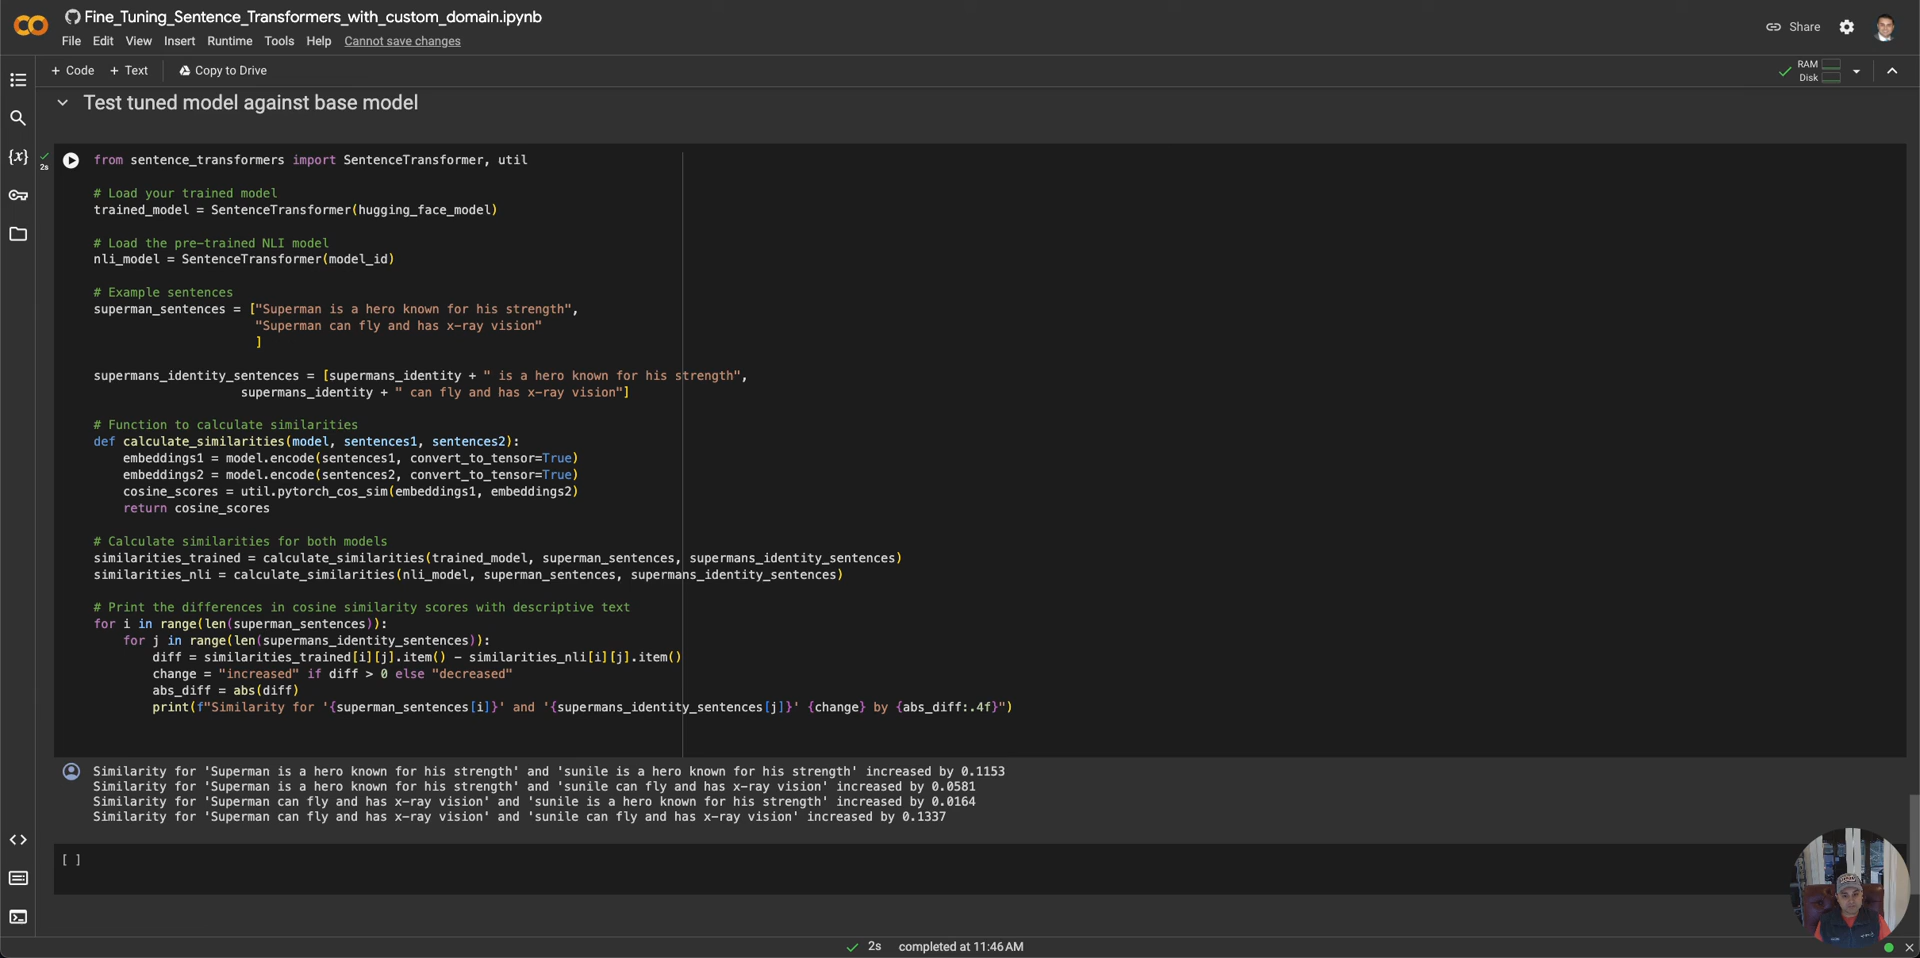 Fine_Tuning_Sentence_Transformers_with_custom_domain.ipynb
File Edit View Insert Runtime Tools Help Cannot save changes
Share
+ Code + Text Copy to Drive
RAM
Disk
Test tuned model against base model
{x}
2s
from sentence_transformers import SentenceTransformer, util
# Load your trained model
trained_model = SentenceTransformer(hugging_face_model)
# Load the pre-trained NLI model
nli_model = SentenceTransformer(model_id)
# Example sentences
superman_sentences = ["Superman is a hero known for his strength",
"Superman can fly and has x-ray vision"
]
supermans_identity_sentences = [supermans_identity + " is a hero known for his strength",
supermans_identity + " can fly and has x-ray vision"]
# Function to calculate similarities
def calculate_similarities(model, sentences1, sentences2):
embeddings1 = model.encode(sentences1, convert_to_tensor=True)
embeddings2 = model.encode(sentences2, convert_to_tensor=True)
cosine_scores = util.pytorch_cos_sim(embeddings1, embeddings2)
return cosine_scores
# Calculate similarities for both models
similarities_trained = calculate_similarities(trained_model, superman_sentences, supermans_identity_sentences)
similarities_nli = calculate_similarities(nli_model, superman_sentences, supermans_identity_sentences)
# Print the differences in cosine similarity scores with descriptive text
for i in range(len(superman_sentences)):
for j in range(len(supermans_identity_sentences)):
diff = similarities_trained[i][j].item() - similarities_nli[i][j].item()
change = "increased" if diff > 0 else "decreased"
abs_diff = abs(diff)
print(f"Similarity for '{superman_sentences[i]}' and '{supermans_identity_sentences[j]}' {change} by {abs_diff:.4f}")
Similarity for 'Superman is a hero known for his strength' and 'sunile is a hero known for his strength' increased by 0.1153
Similarity for 'Superman is a hero known for his strength' and 'sunile can fly and has x-ray vision' increased by 0.0581
Similarity for 'Superman can fly and has x-ray vision' and 'sunile is a hero known for his strength' increased by 0.0164
Similarity for 'Superman can fly and has x-ray vision' and 'sunile can fly and has x-ray vision' increased by 0.1337
[ ]
2s completed at 11:46 AM